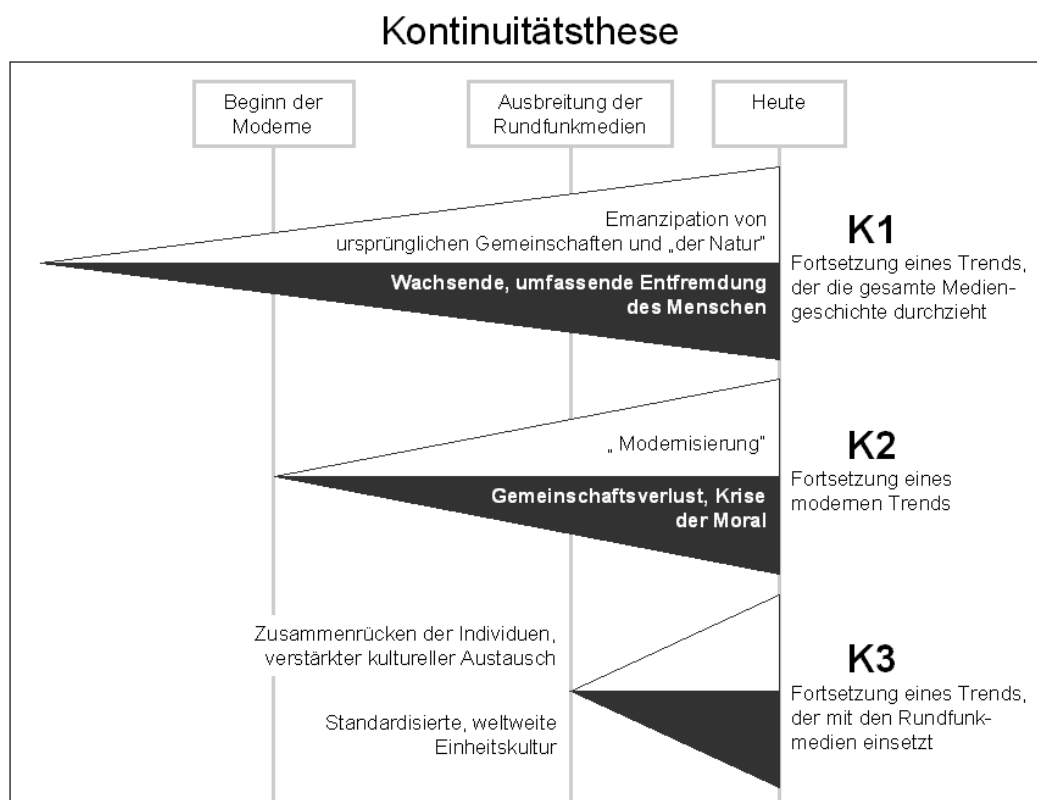 Kontinuitätsthese
Beginn der
Moderne
Ausbreitung der
Rundfunkmedien
Heute
Emanzipation von
ursprünglichen Gemeinschaften und „der Natur"
Wachsende, umfassende Entfremdung
des Menschen
K1
Fortsetzung eines Trends,
der die gesamte Medien-
geschichte durchzieht
„ Modernisierung"
Gemeinschaftsverlust, Krise
der Moral
K2
Fortsetzung eines
modernen Trends
Zusammenrücken der Individuen,
verstärkter kultureller Austausch
Standardisierte, weltweite
Einheitskultur
K3
Fortsetzung eines Trends,
der mit den Rundfunk-
medien einsetzt